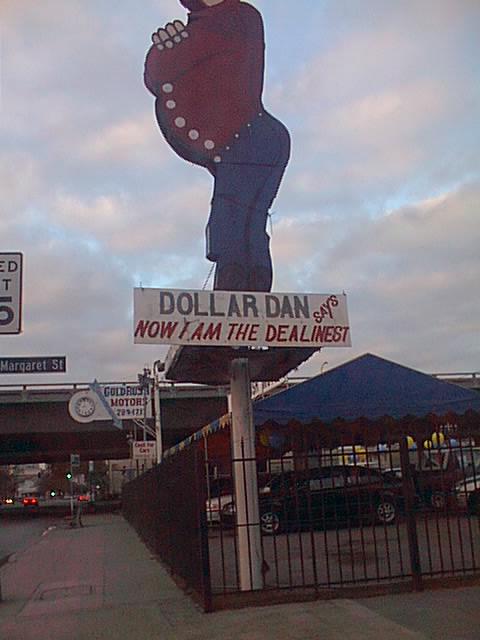 DOLLAR DAN SAYS
NOW I AM THE DEALINEST
ED
T
5
Margaret St
GOLDRUSH
MOTORS